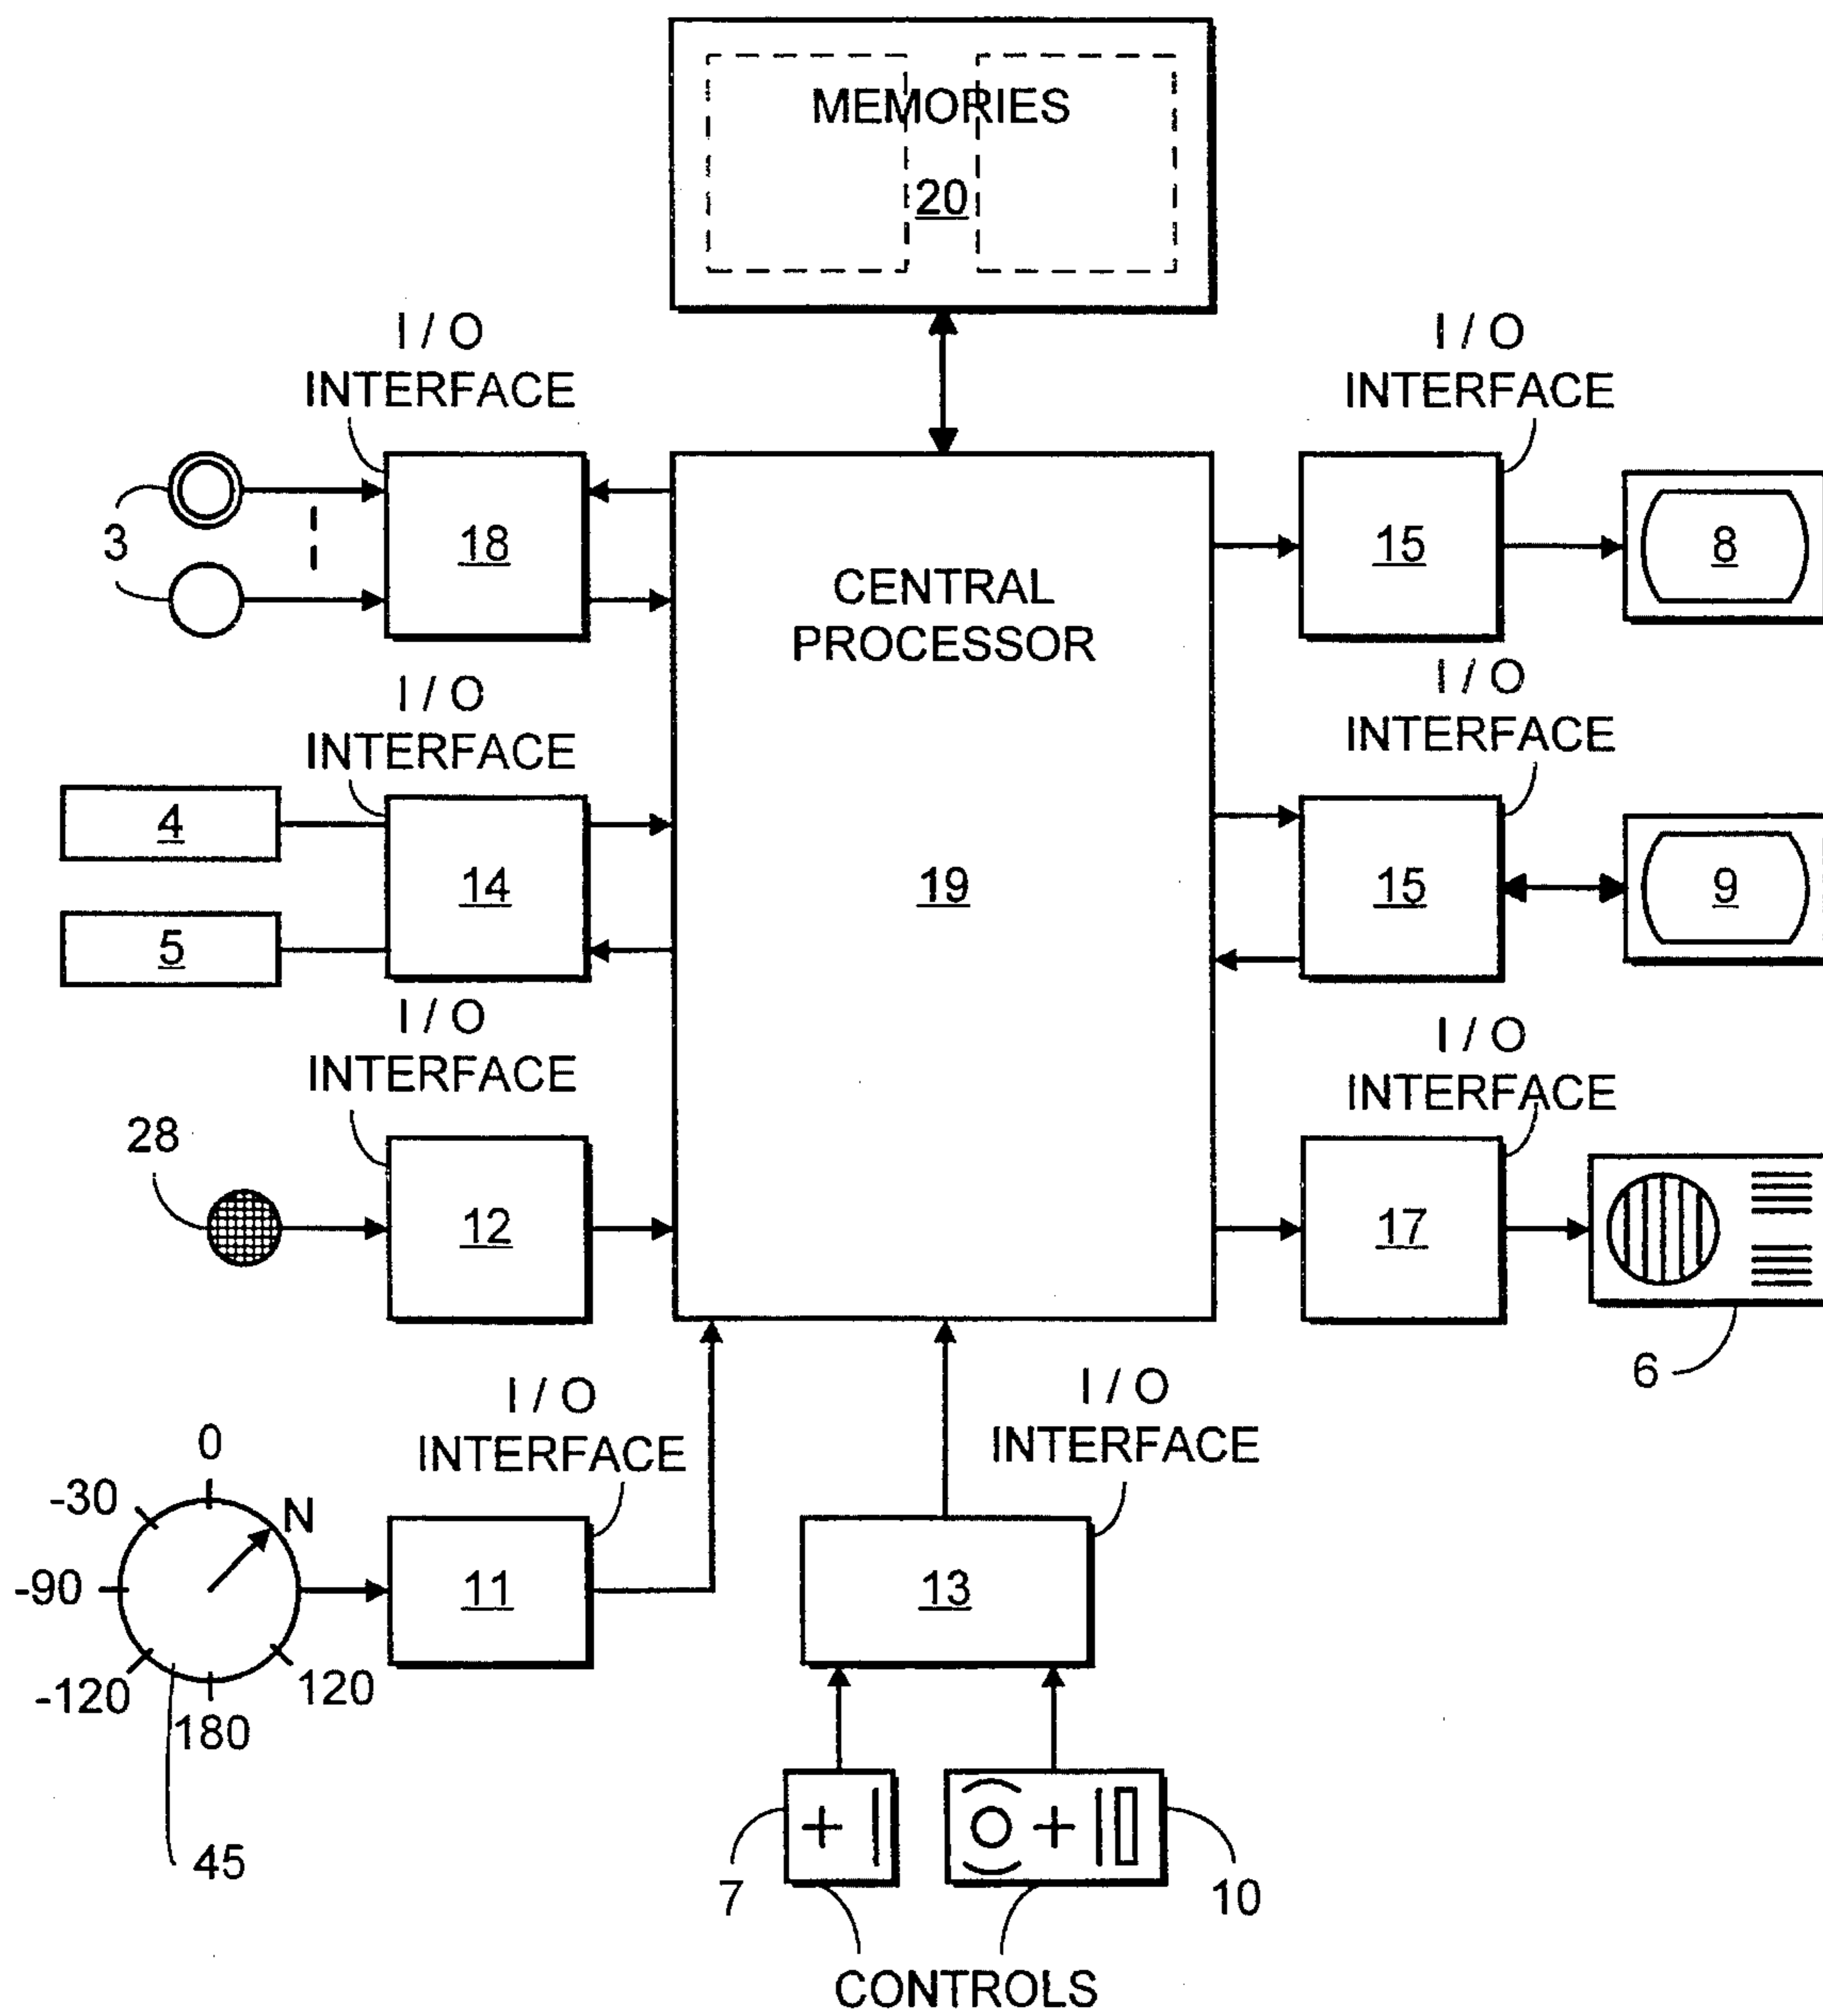 MEMORIES
20
I / O
INTERFACE
I / O
INTERFACE
3
18
CENTRAL
PROCESSOR
15
8
I / O
INTERFACE
I / O
INTERFACE
4
14
5
19
15
9
I / O
INTERFACE
I / O
INTERFACE
28
12
17
6
I / O
INTERFACE
I / O
INTERFACE
0
-30
N
-90
-120
180
120
45
11
13
7
10
CONTROLS